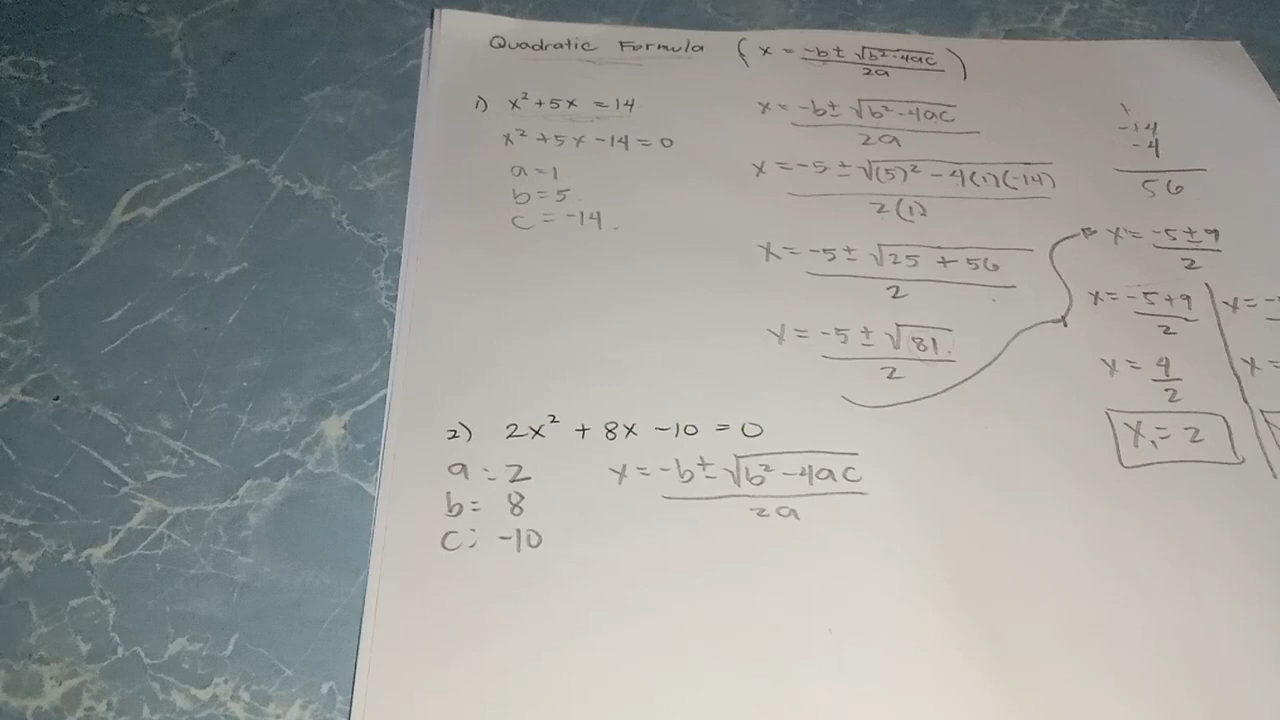 Quadratic Formula (x = -b ± √b² - 4ac / 2a)
1) x² + 5x = 14
x² + 5x - 14 = 0
a = 1
b = 5
c = -14
x = -b ± √b² - 4ac / 2a
x = -5 ± √(5)² - 4(1)(-14) / 2(1)
x = -5 ± √25 + 56 / 2
x = -5 ± √81 / 2
-14
-4
56
x = -5 ± 9 / 2
x = -5 + 9 / 2
x = 4 / 2
x₁ = 2
x = -
x =
2) 2x² + 8x - 10 = 0
a = 2
b = 8
c = -10
x = -b ± √b² - 4ac / 2a